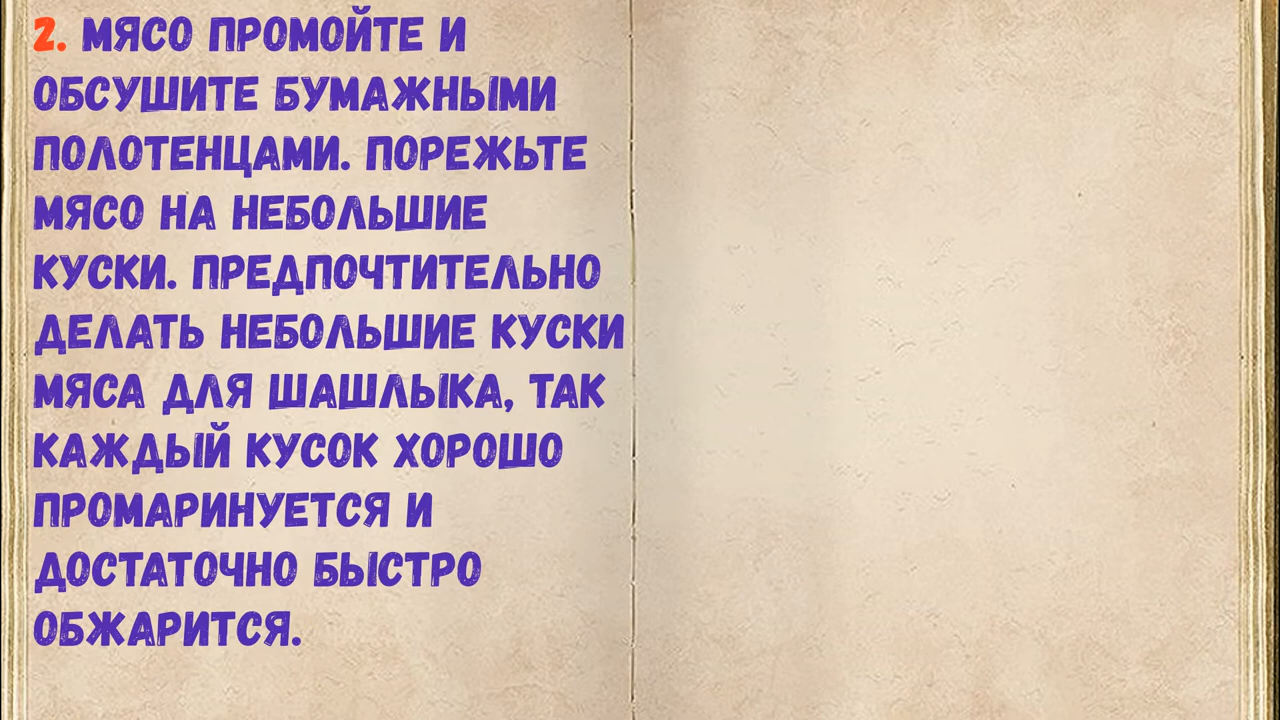 2. МЯСО ПРОМОЙТЕ И
ОБСУШИТЕ БУМАЖНЫМИ
ПОЛОТЕНЦАМИ. ПОРЕЖЬТЕ
МЯСО НА НЕБОЛЬШИЕ
КУСКИ. ПРЕДПОЧТИТЕЛЬНО
ДЕЛАТЬ НЕБОЛЬШИЕ КУСКИ
МЯСА ДЛЯ ШАШЛЫКА, ТАК
КАЖДЫЙ КУСОК ХОРОШО
ПРОМАРИНУЕТСЯ И
ДОСТАТОЧНО БЫСТРО
ОБЖАРИТСЯ.